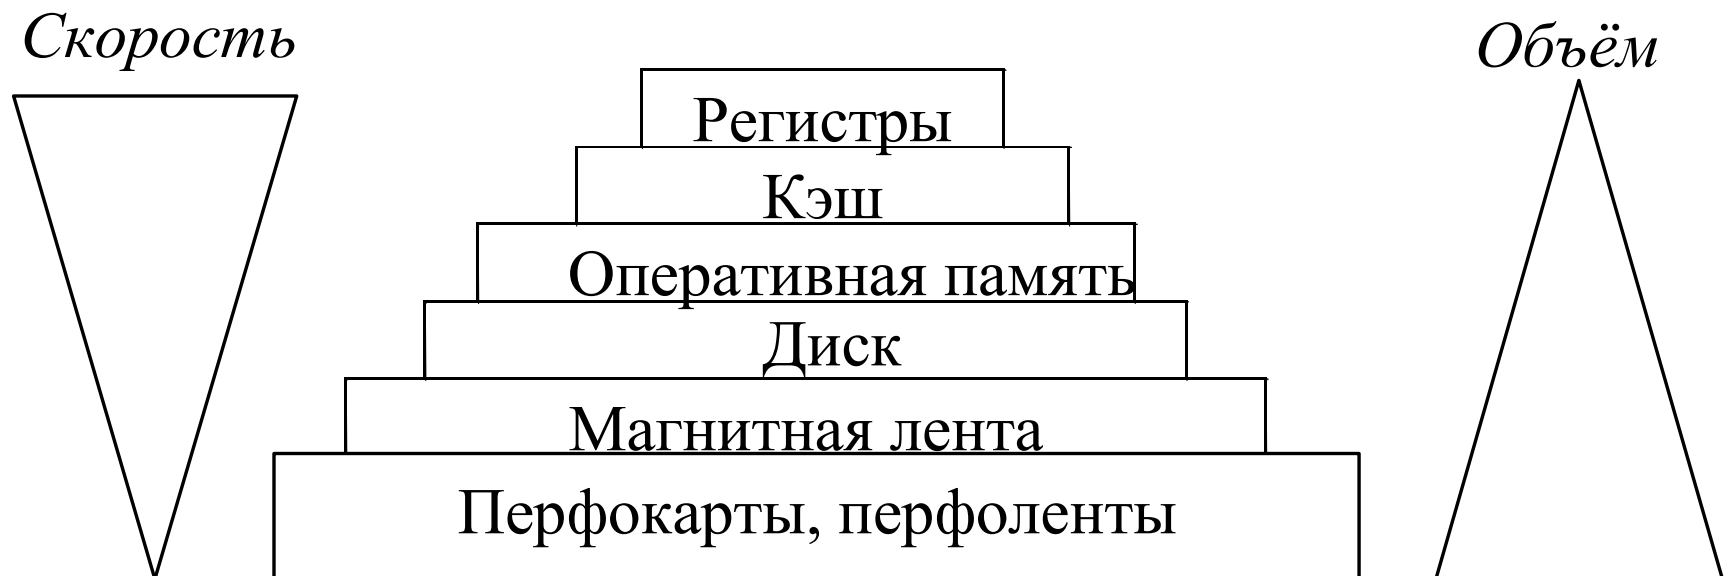 Скорость
Объём
Регистры
Кэш
Оперативная память
Диск
Магнитная лента
Перфокарты, перфоленты